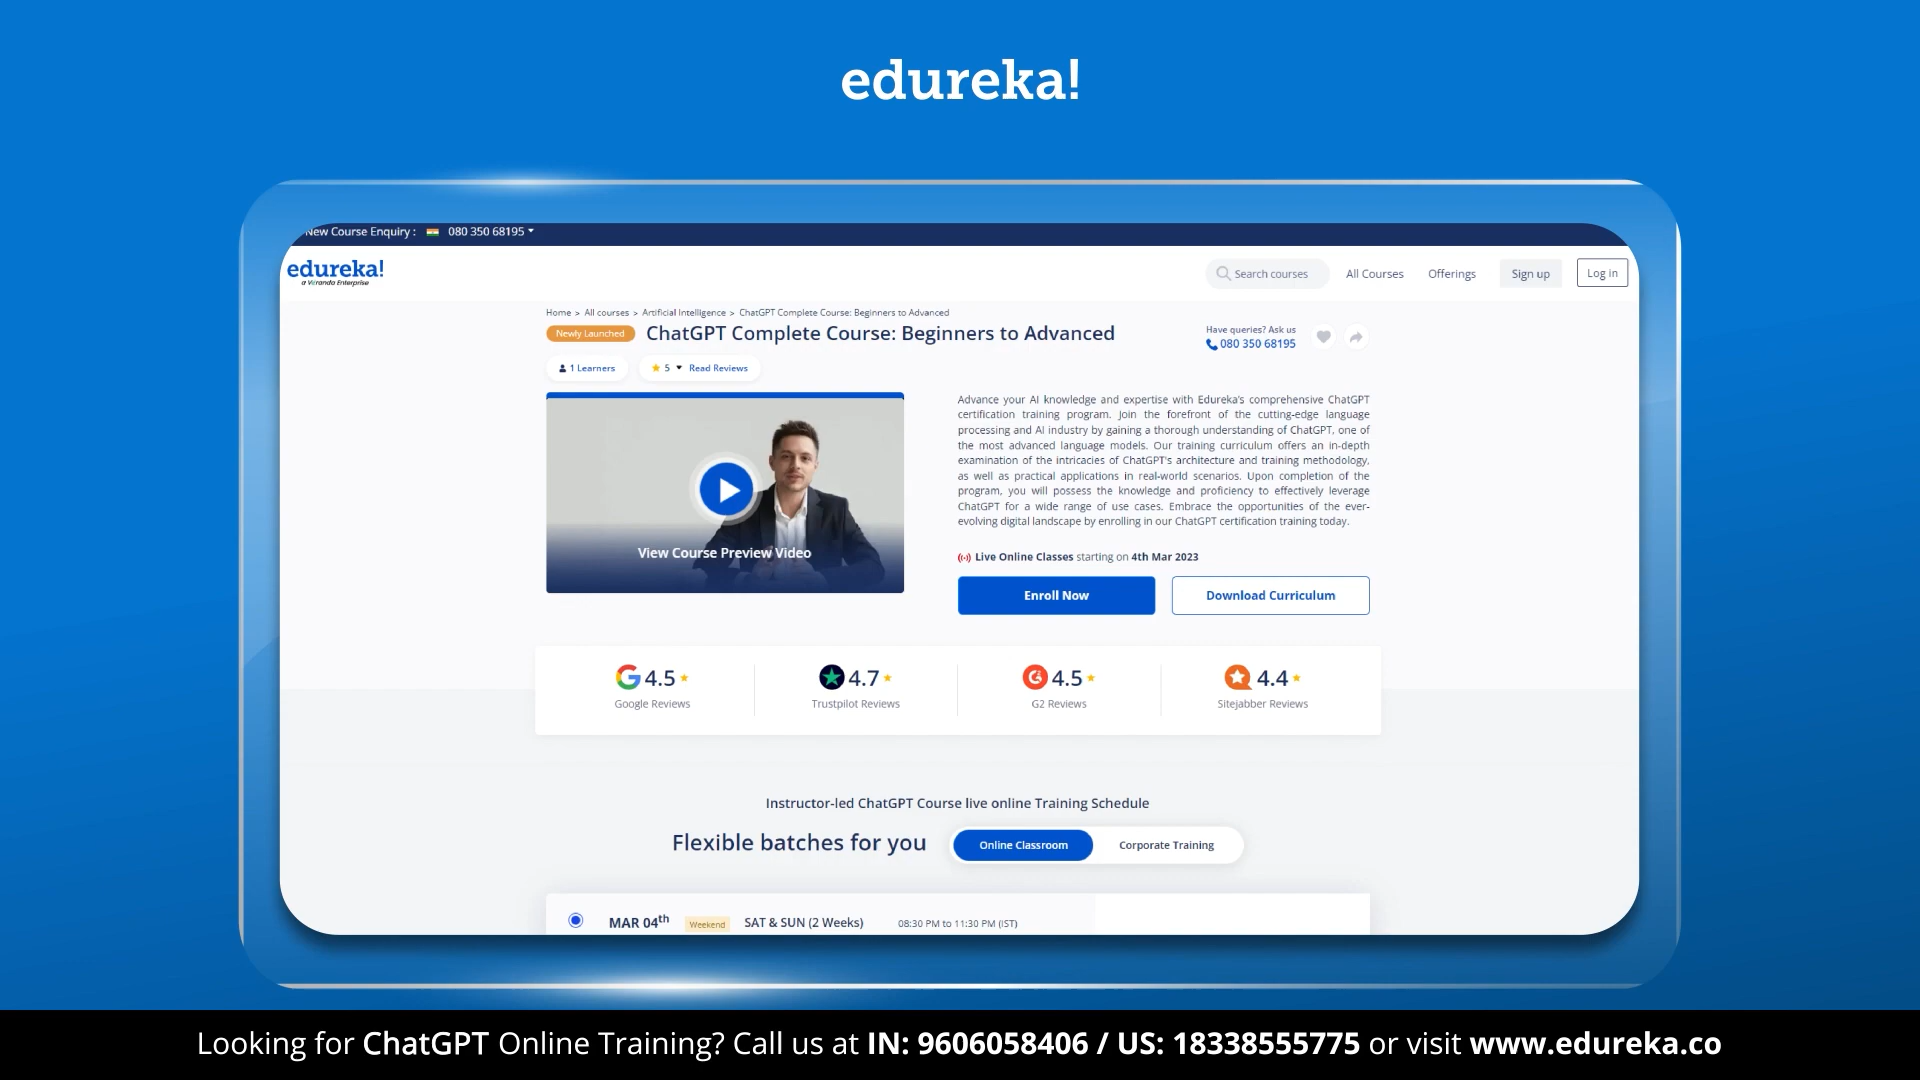 edureka!
New Course Enquiry : 080 350 68195
edureka!
a Veranda Enterprise
Search courses
All Courses
Offerings
Sign up
Log in
Home > All courses > Artificial Intelligence > ChatGPT Complete Course: Beginners to Advanced
Newly Launched
ChatGPT Complete Course: Beginners to Advanced
Have queries? Ask us
080 350 68195
1 Learners
5 Read Reviews
View Course Preview Video
Advance your AI knowledge and expertise with Edureka's comprehensive ChatGPT
certification training program. Join the forefront of the cutting-edge language
processing and AI industry by gaining a thorough understanding of ChatGPT, one of
the most advanced language models. Our training curriculum offers an in-depth
examination of the intricacies of ChatGPT's architecture and training methodology,
as well as practical applications in real-world scenarios. Upon completion of the
program, you will possess the knowledge and proficiency to effectively leverage
ChatGPT for a wide range of use cases. Embrace the opportunities of the ever-
evolving digital landscape by enrolling in our ChatGPT certification training today.
Live Online Classes starting on 4th Mar 2023
Enroll Now
Download Curriculum
4.5
Google Reviews
4.7
Trustpilot Reviews
4.5
G2 Reviews
4.4
Sitejabber Reviews
Instructor-led ChatGPT Course live online Training Schedule
Flexible batches for you
Online Classroom
Corporate Training
MAR 04th
Weekend
SAT & SUN (2 Weeks)
08:30 PM to 11:30 PM (IST)
Looking for ChatGPT Online Training? Call us at IN: 9606058406 / US: 18338555775 or visit www.edureka.co